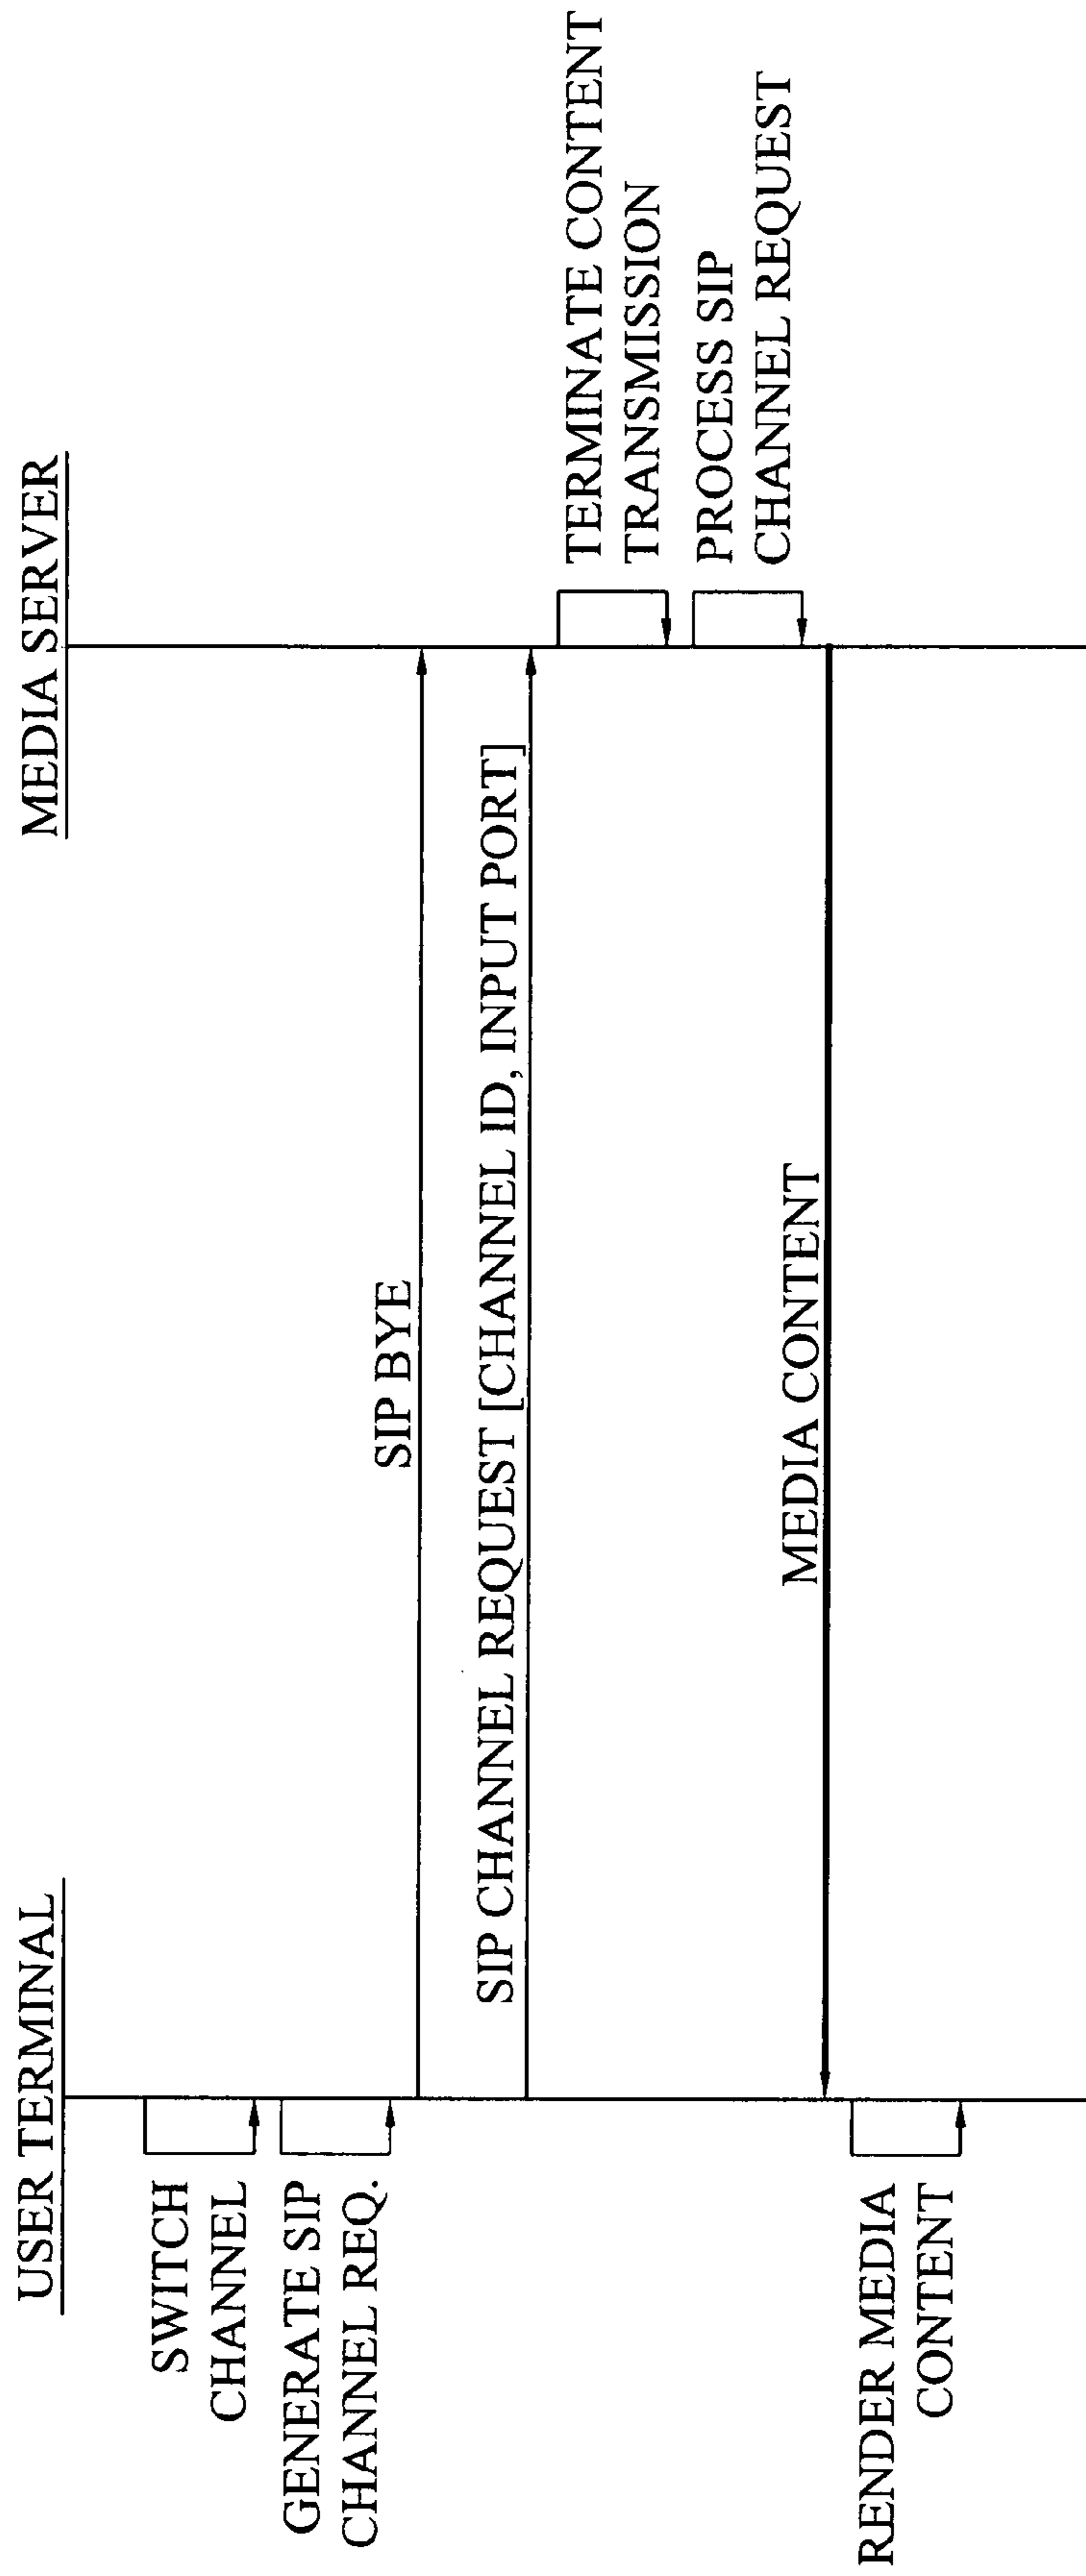 USER TERMINAL
MEDIA SERVER
SWITCH
CHANNEL
GENERATE SIP
CHANNEL REQ.
SIP BYE
SIP CHANNEL REQUEST [CHANNEL ID, INPUT PORT]
TERMINATE CONTENT
TRANSMISSION
PROCESS SIP
CHANNEL REQUEST
MEDIA CONTENT
RENDER MEDIA
CONTENT